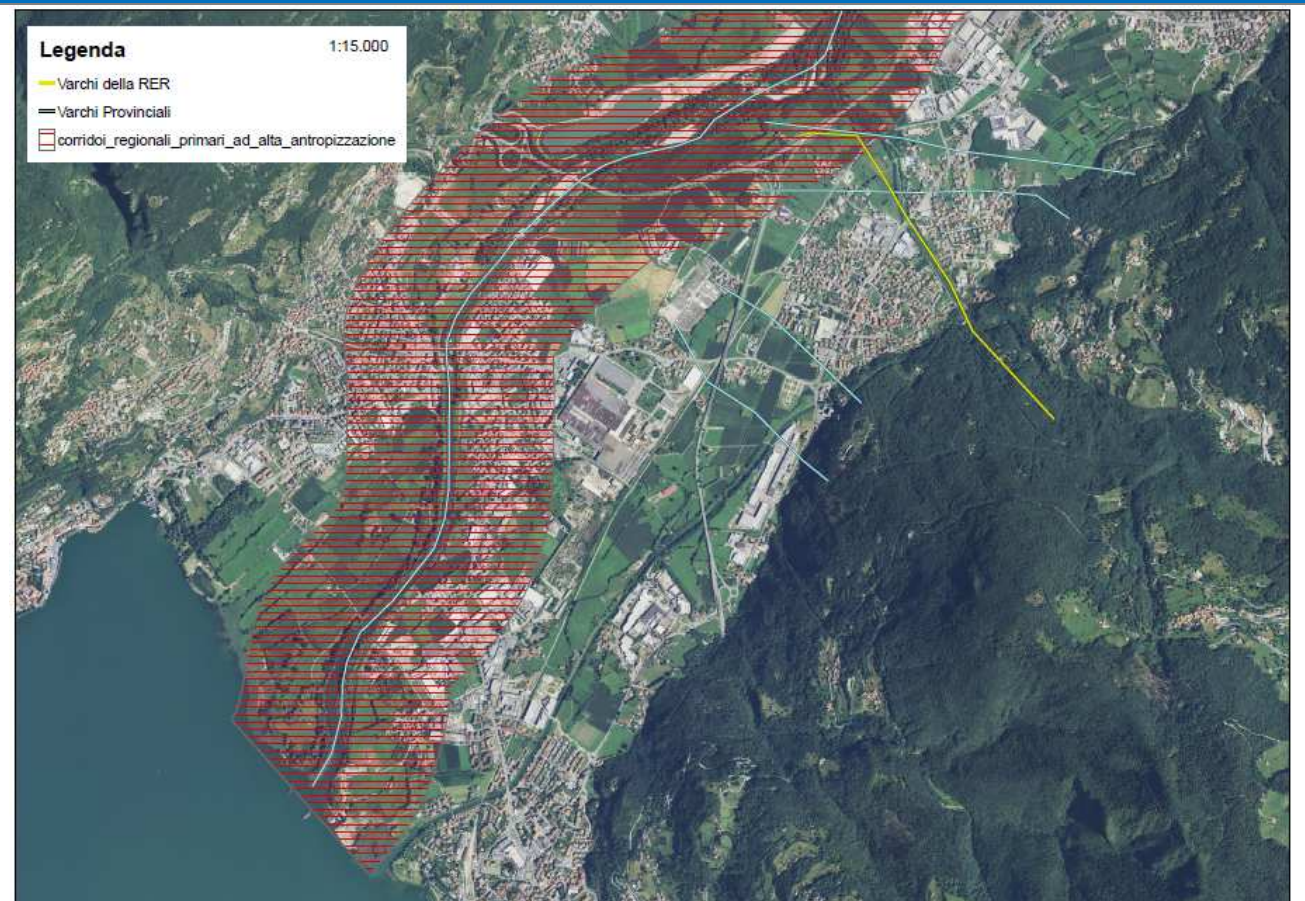 Legenda 1:15.000
Varchi della RER
Varchi Provinciali
corridoi_regionali_primari_ad_alta_antropizzazione